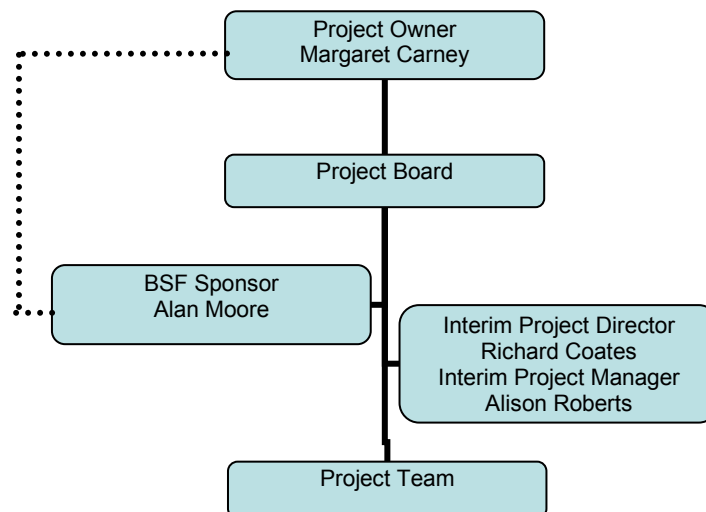 Project Owner
Margaret Carney
Project Board
BSF Sponsor
Alan Moore
Interim Project Director
Richard Coates
Interim Project Manager
Alison Roberts
Project Team